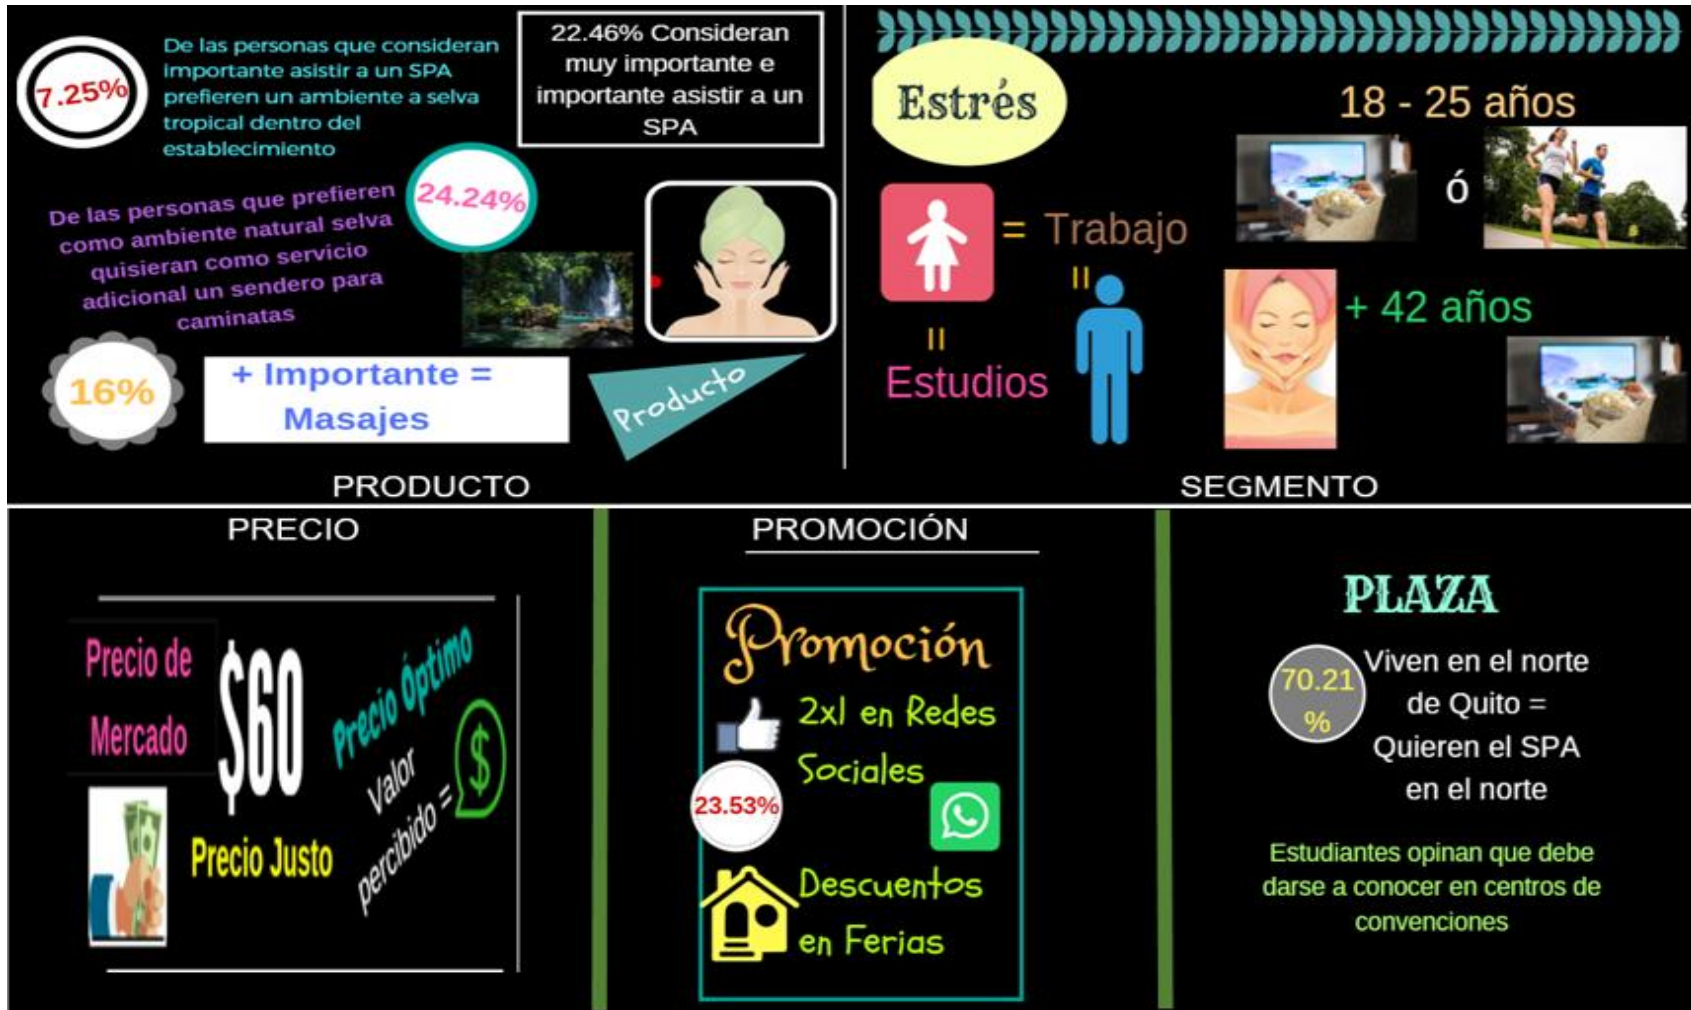 7.25%
De las personas que consideran
importante asistir a un SPA
prefieren un ambiente a selva
tropical dentro del
establecimiento
22.46% Consideran
muy importante e
importante asistir a un
SPA
De las personas que prefieren
como ambiente natural selva
quisieran como servicio
adicional un sendero para
caminatas
24.24%
16%
+ Importante =
Masajes
Producto
PRODUCTO
Estrés
18 - 25 años
ó
= Trabajo
=
=
Estudios
+ 42 años
SEGMENTO
PRECIO
Precio de
Mercado
$60
Precio Óptimo
Valor
percibido =
$
Precio Justo
PROMOCIÓN
Promoción
2x1 en Redes
Sociales
23.53%
Descuentos
en Ferias
PLAZA
70.21
%
Viven en el norte
de Quito =
Quieren el SPA
en el norte
Estudiantes opinan que debe
darse a conocer en centros de
convenciones